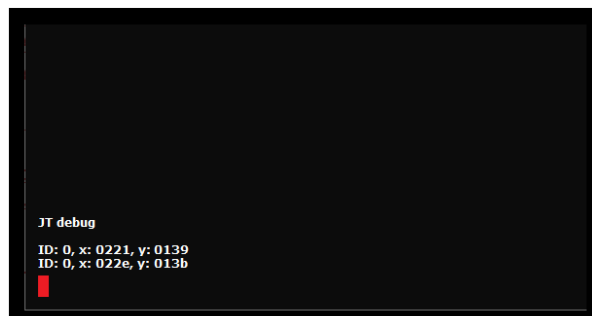 JT debug
ID: 0, x: 0221, y: 0139
ID: 0, x: 022e, y: 013b